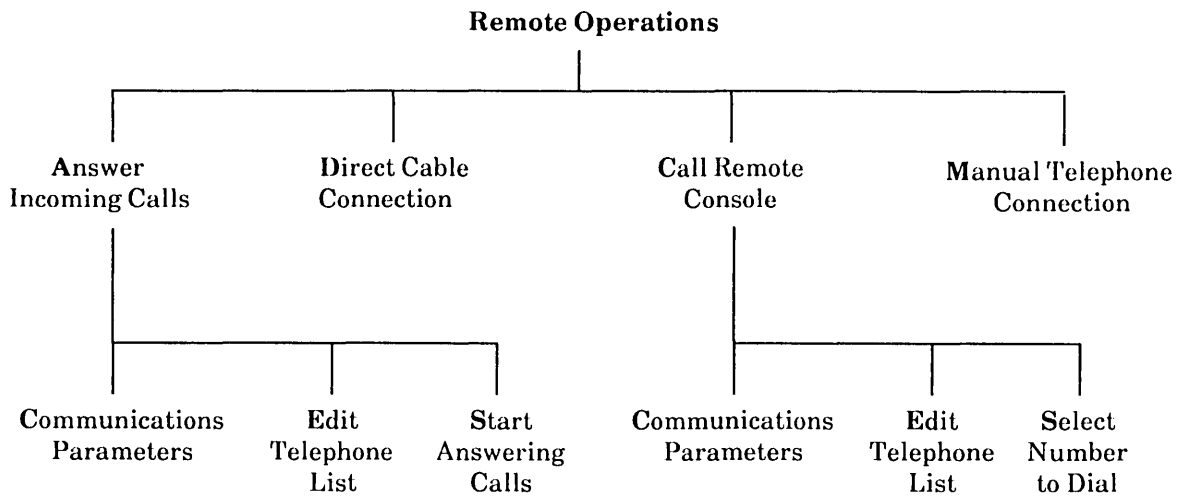 Remote Operations
Answer
Incoming Calls
Direct Cable
Connection
Call Remote
Console
Manual Telephone
Connection
Communications
Parameters
Edit
Telephone
List
Start
Answering
Calls
Communications
Parameters
Edit
Telephone
List
Select
Number
to Dial